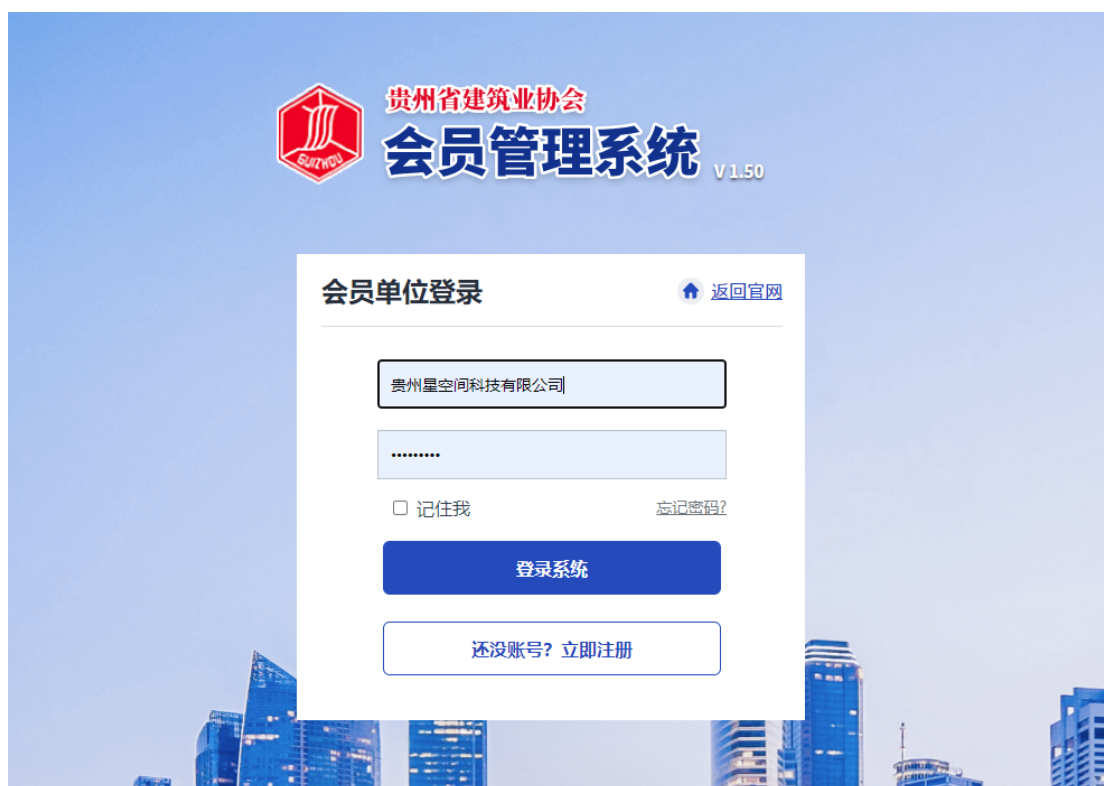 贵州省建筑业协会
GUIZHOU
会员管理系统 V 1.50
会员单位登录 返回官网
贵州星空间科技有限公司
•••••••••
记住我 忘记密码?
登录系统
还没账号? 立即注册